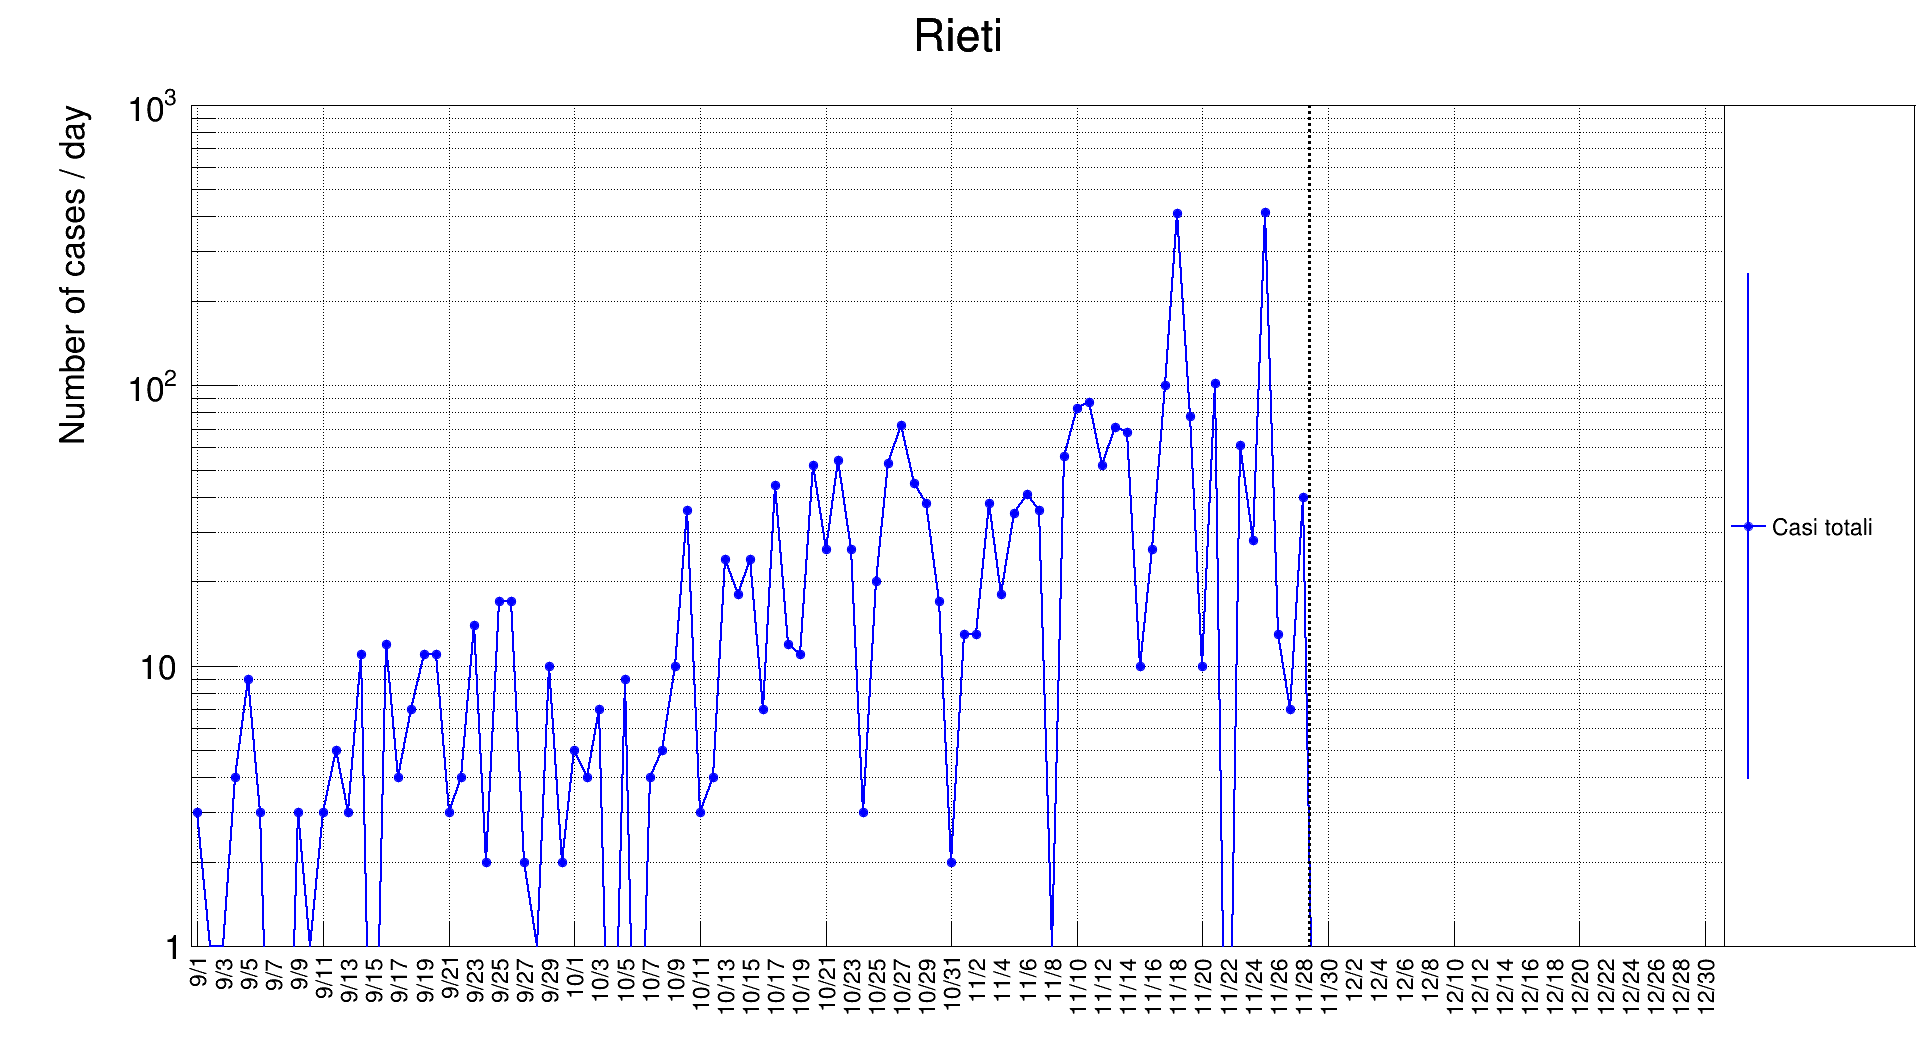 Rieti
Number of cases / day
10³
10²
10
1
9/1 9/3 9/5 9/7 9/9 9/11 9/13 9/15 9/17 9/19 9/21 9/23 9/25 9/27 9/29 10/1 10/3 10/5 10/7 10/9 10/11 10/13 10/15 10/17 10/19 10/21 10/23 10/25 10/27 10/29 10/31 11/2 11/4 11/6 11/8 11/10 11/12 11/14 11/16 11/18 11/20 11/22 11/24 11/26 11/28 11/30 12/2 12/4 12/6 12/8 12/10 12/12 12/14 12/16 12/18 12/20 12/22 12/24 12/26 12/28 12/30
Casi totali